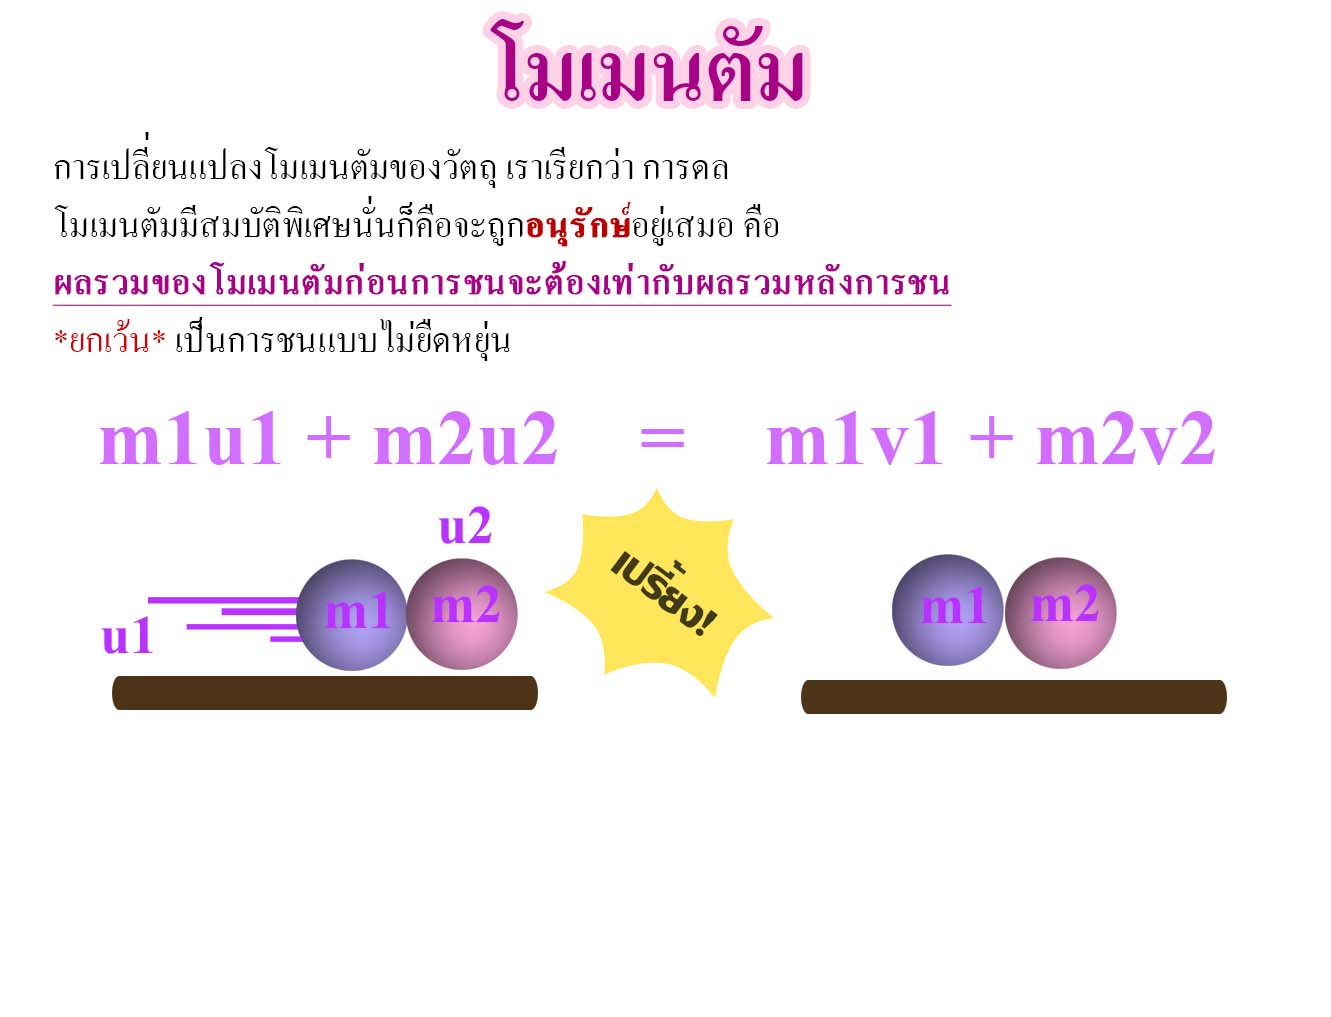 โมเมนตัม
การเปลี่ยนแปลงโมเมนตัมของวัตถุ เราเรียกว่า การดล
โมเมนตัมมีสมบัติพิเศษนั่นก็คือจะถูกอนุรักษ์อยู่เสมอ คือ
ผลรวมของโมเมนตัมก่อนการชนจะต้องเท่ากับผลรวมหลังการชน
*ยกเว้น* เป็นการชนแบบไม่ยืดหยุ่น
m1u1 + m2u2 = m1v1 + m2v2
u2
เปรี้ยง!
u1 m1 m2
m1 m2